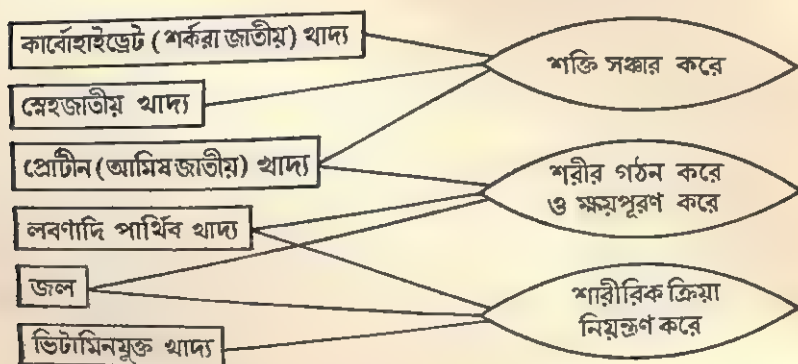 কার্বোহাইড্রেট (শর্করা জাতীয়) খাদ্য
স্নেহজাতীয় খাদ্য
প্রোটীন (আমিষ জাতীয়) খাদ্য
লবণাদি পার্থিব খাদ্য
জল
ভিটামিনযুক্ত খাদ্য
শক্তি সঞ্চার করে
শরীর গঠন করে
ও ক্ষয়পূরণ করে
শারীরিক ক্রিয়া
নিয়ন্ত্রণ করে